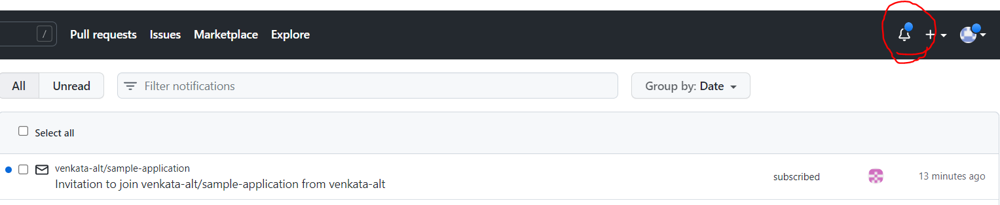 / Pull requests Issues Marketplace Explore
All Unread Filter notifications Group by: Date
Select all
venkata-alt/sample-application
Invitation to join venkata-alt/sample-application from venkata-alt
subscribed 13 minutes ago